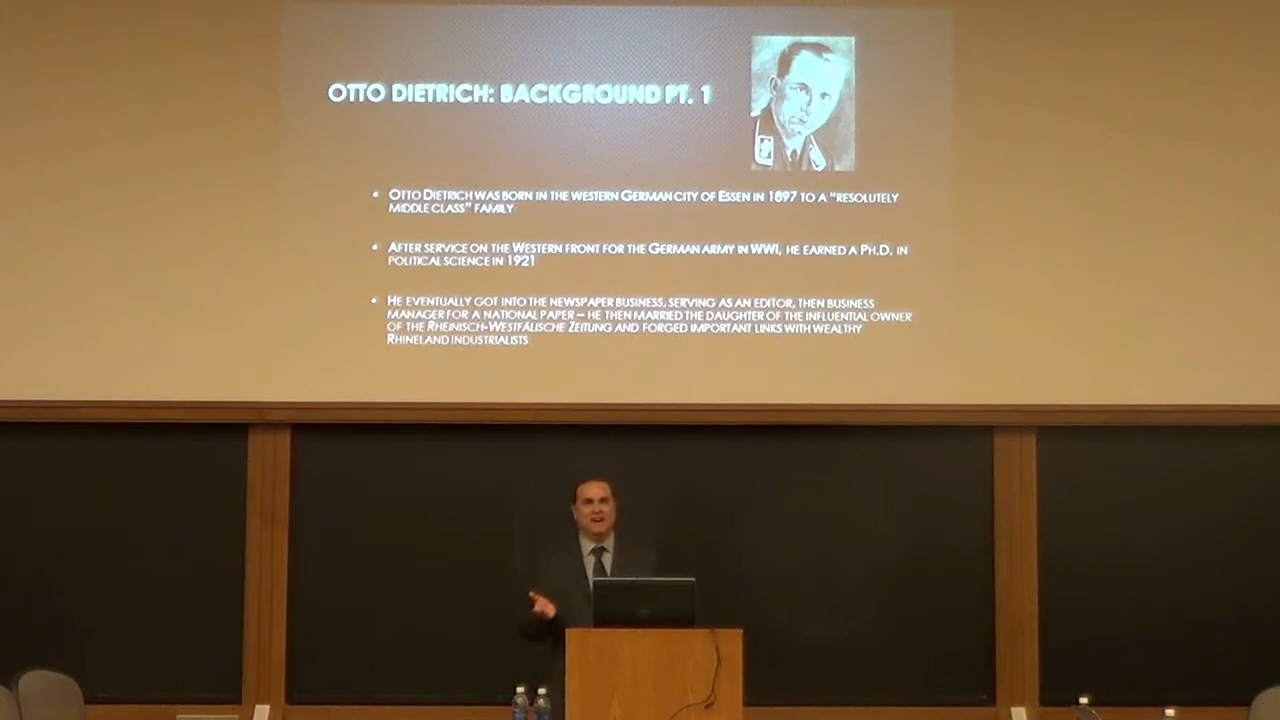 OTTO DIETRICH: BACKGROUND PT. 1
• OTTO DIETRICH WAS BORN IN THE WESTERN GERMAN CITY OF ESSEN IN 1897 TO A “RESOLUTELY
MIDDLE CLASS” FAMILY
• AFTER SERVICE ON THE WESTERN FRONT FOR THE GERMAN ARMY IN WWI, HE EARNED A PH.D. IN
POLITICAL SCIENCE IN 1921
• HE EVENTUALLY GOT INTO THE NEWSPAPER BUSINESS, SERVING AS AN EDITOR, THEN BUSINESS
MANAGER FOR A NATIONAL PAPER – HE THEN MARRIED THE DAUGHTER OF THE INFLUENTIAL OWNER
OF THE RHEINISCH-WESTFÄLISCHE ZEITUNG AND FORGED IMPORTANT LINKS WITH WEALTHY
RHINELAND INDUSTRIALISTS